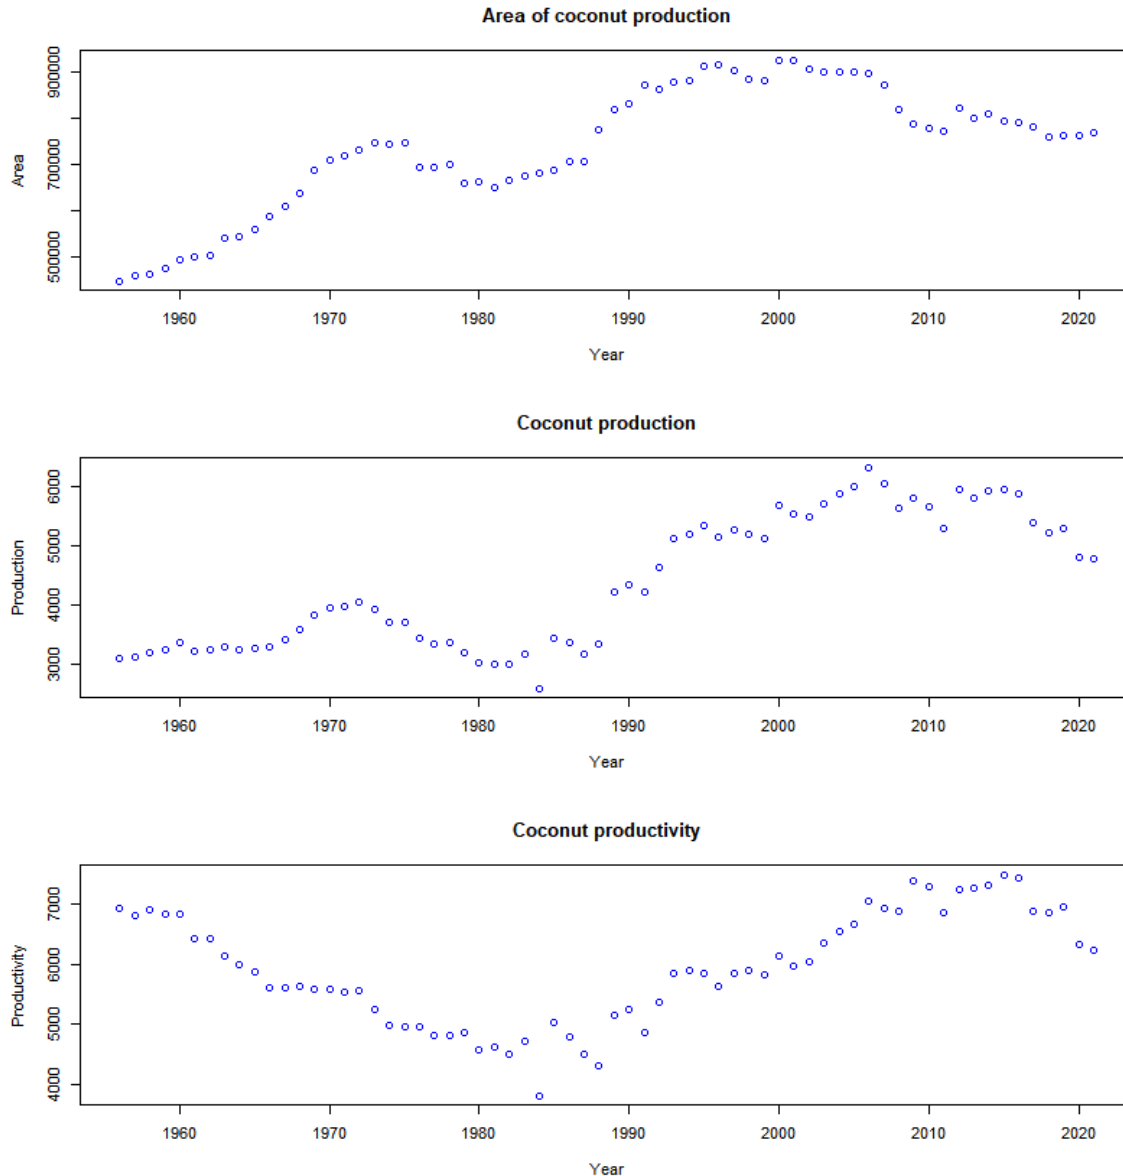 Area of coconut production
Area
900000
700000
500000
1960 1970 1980 1990 2000 2010 2020
Year
Coconut production
Production
6000
5000
4000
3000
1960 1970 1980 1990 2000 2010 2020
Year
Coconut productivity
Productivity
7000
6000
5000
4000
1960 1970 1980 1990 2000 2010 2020
Year